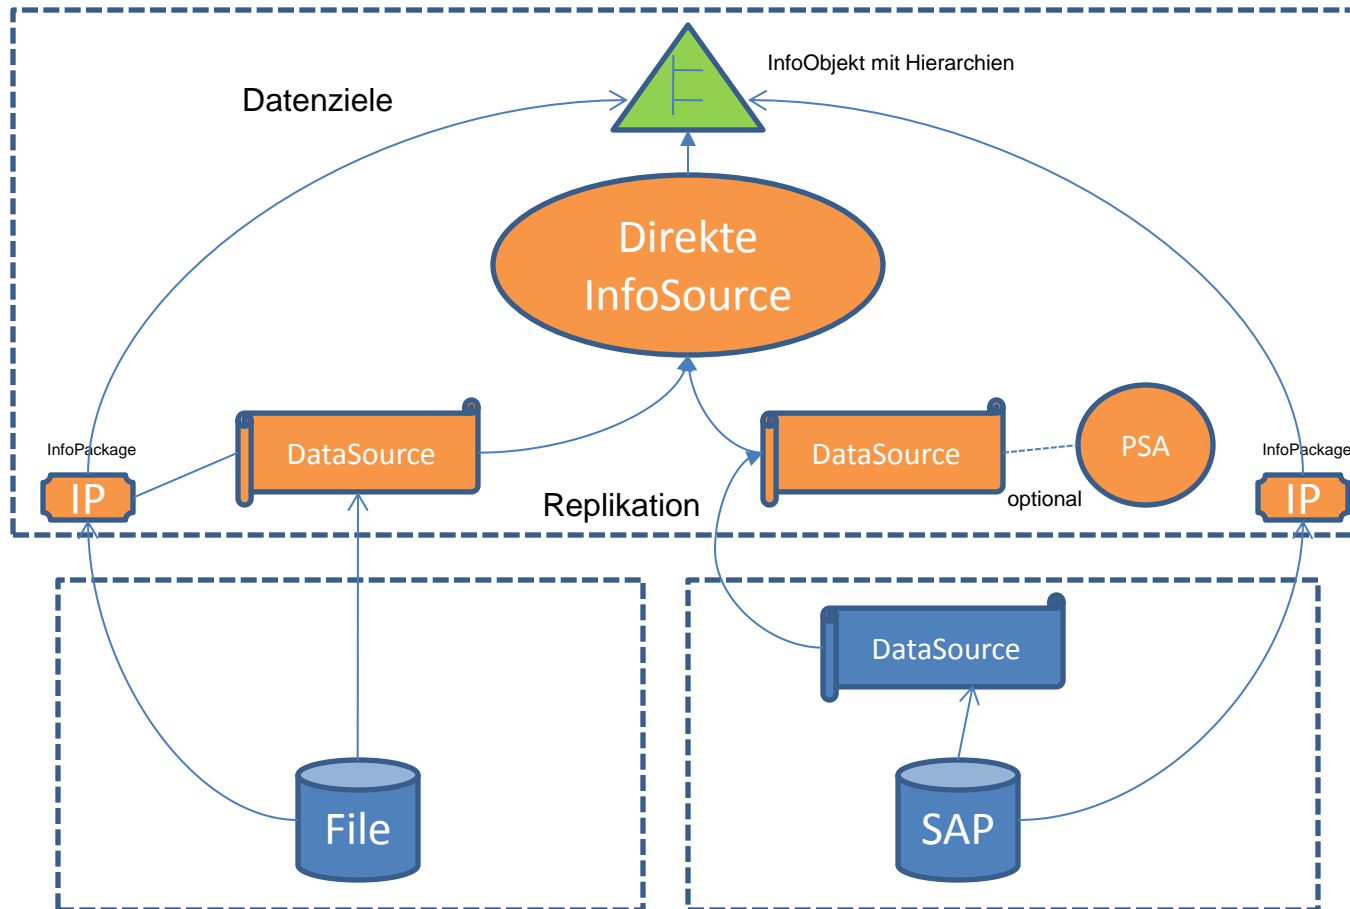 InfoObjekt mit Hierarchien
Datenziele
Direkte
InfoSource
InfoPackage
IP
DataSource
DataSource
PSA
InfoPackage
IP
Replikation
optional
DataSource
File
SAP